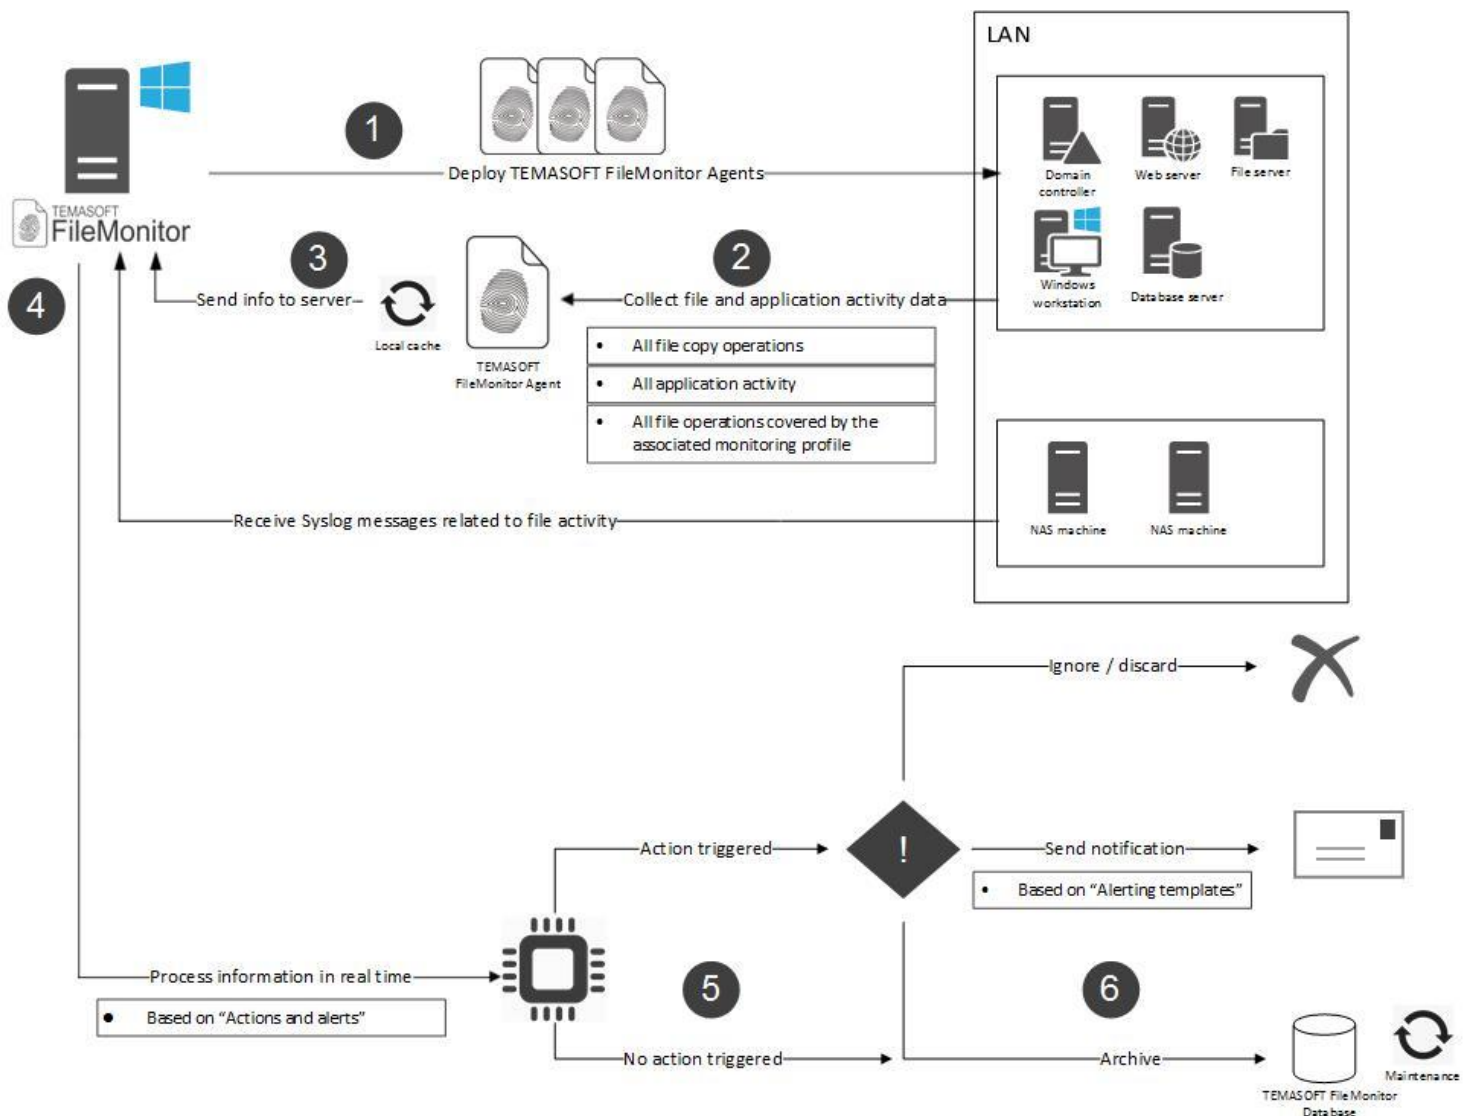 LAN
1
Deploy TEMASOFT FileMonitor Agents
Domain
controller
Web server
File server
Windows
workstation
Database server
TEMASOFT
FileMonitor
3
Send info to server
Local cache
TEMASOFT
FileMonitor Agent
2
Collect file and application activity data
• All file copy operations
• All application activity
• All file operations covered by the
associated monitoring profile
4
Receive Syslog messages related to file activity
NAS machine
NAS machine
Ignore / discard
Action triggered
!
Send notification
• Based on “Alerting templates”
Process information in real time
• Based on “Actions and alerts”
5
6
No action triggered
Archive
TEMASOFT FileMonitor
Database
Maintenance